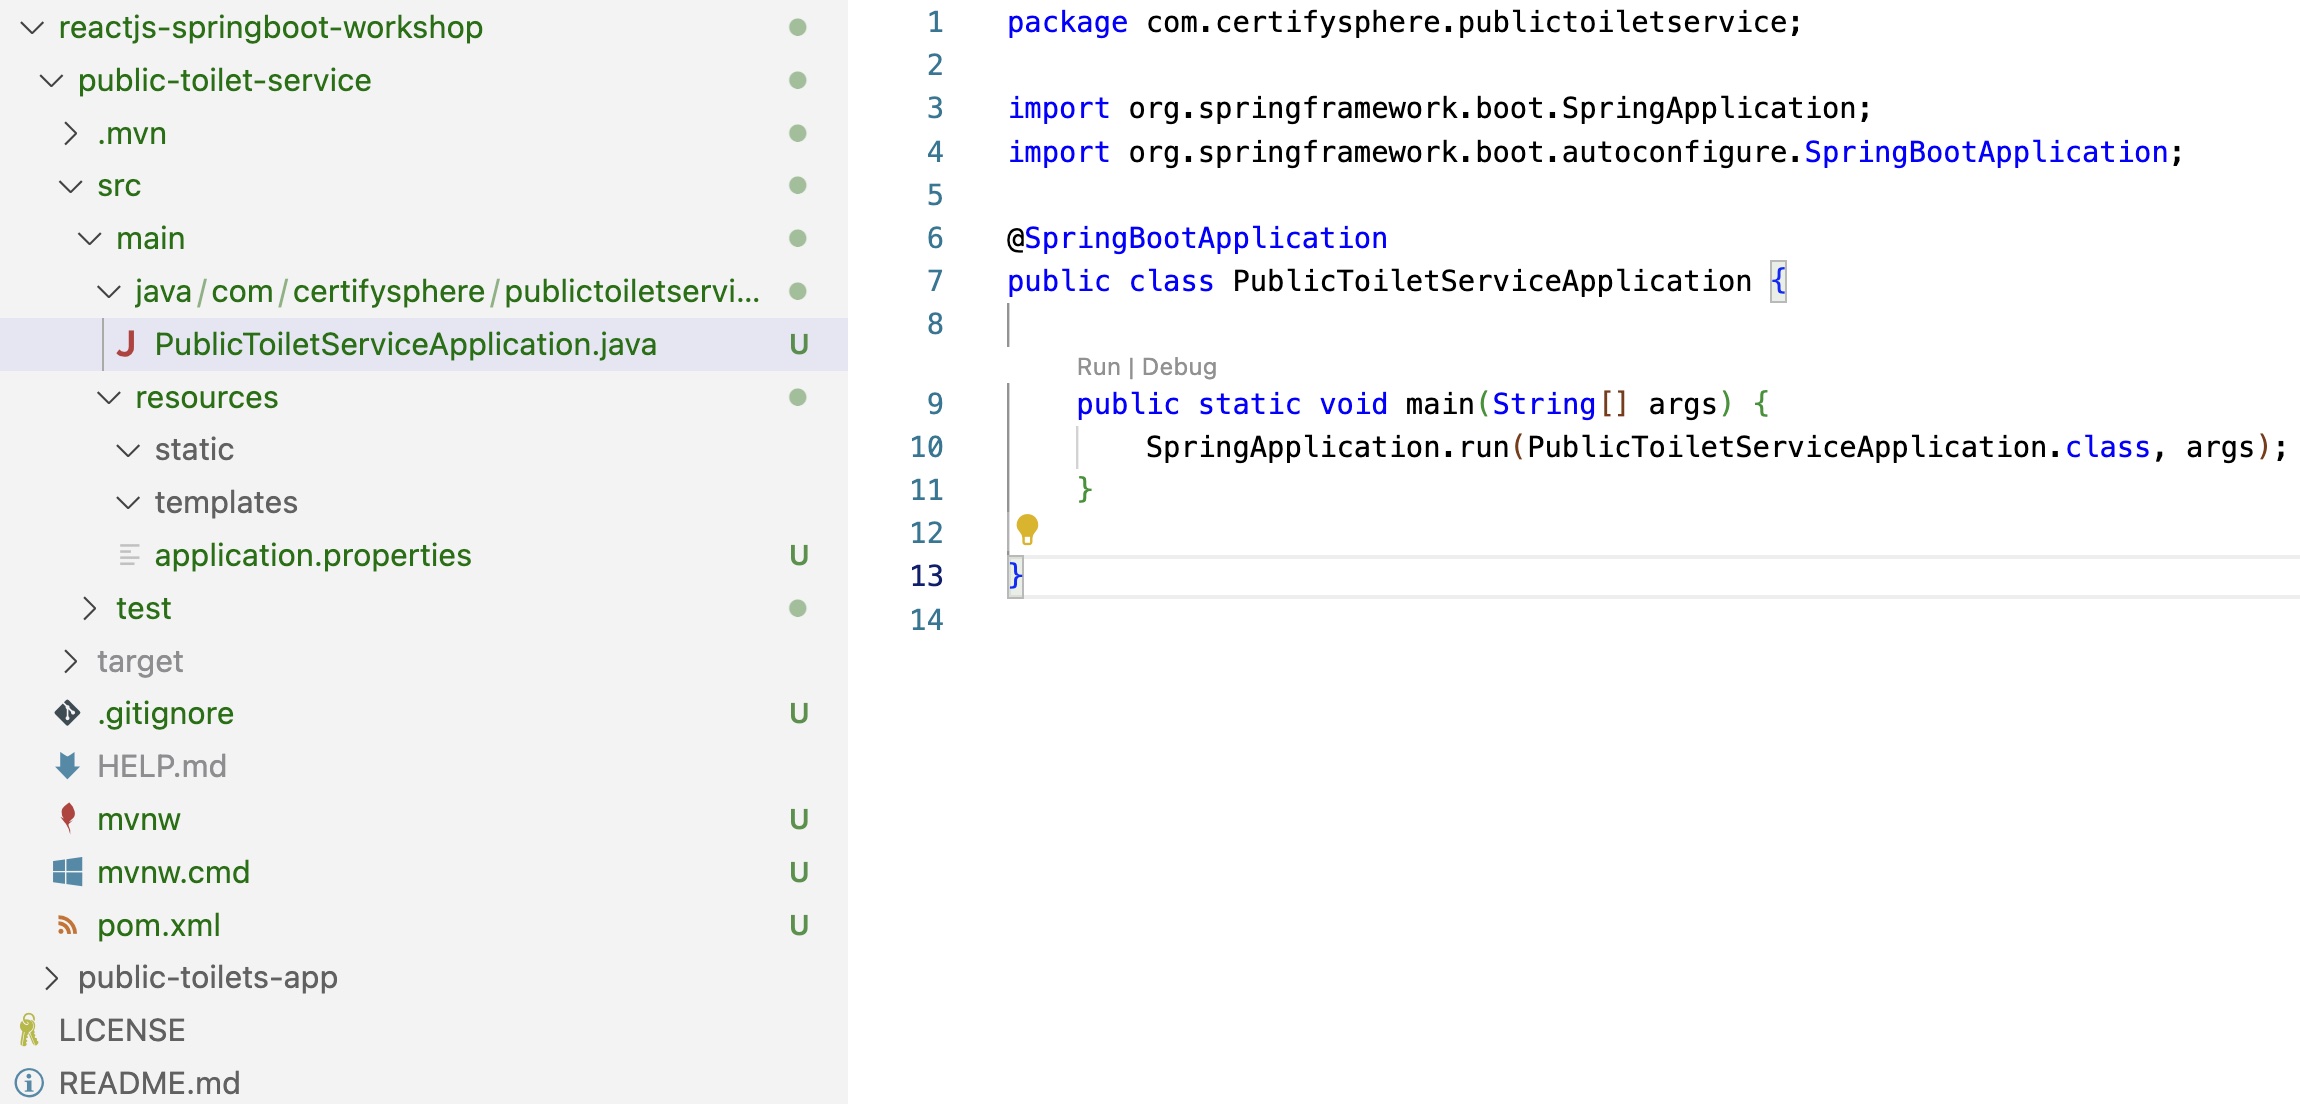 reactjs-springboot-workshop
public-toilet-service
.mvn
src
main
java/com/certifysphere/publictoiletservi...
PublicToiletServiceApplication.java U
resources
static
templates
application.properties U
test
target
.gitignore U
HELP.md
mvnw U
mvnw.cmd U
pom.xml U
public-toilets-app
LICENSE
README.md
1 package com.certifysphere.publictoiletservice;
2
3 import org.springframework.boot.SpringApplication;
4 import org.springframework.boot.autoconfigure.SpringBootApplication;
5
6 @SpringBootApplication
7 public class PublicToiletServiceApplication {
8
Run | Debug
9 public static void main(String[] args) {
10 SpringApplication.run(PublicToiletServiceApplication.class, args);
11 }
12
13 }
14